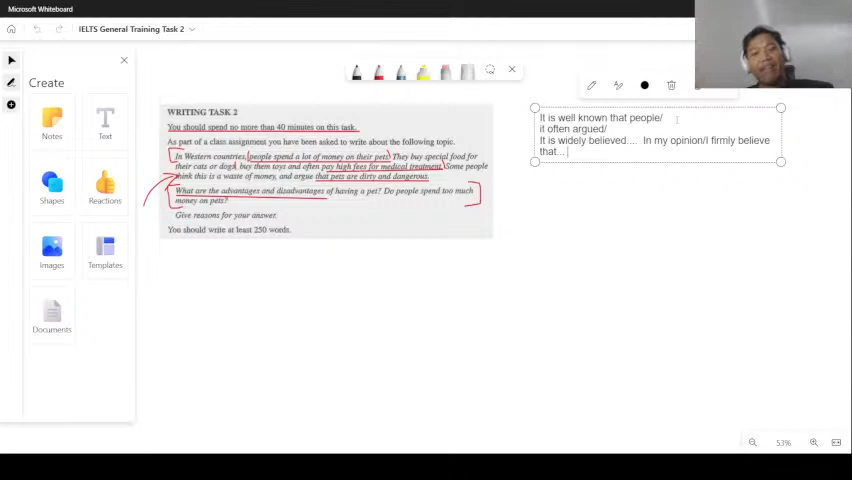 Microsoft Whiteboard
IELTS General Training Task 2
Create
Notes
Text
Shapes
Reactions
Images
Templates
Documents
WRITING TASK 2
You should spend no more than 40 minutes on this task.
As part of a class assignment you have been asked to write about the following topic.
In Western countries, people spend a lot of money on their pets. They buy special food for
their cats or dogs, buy them toys and often pay high fees for medical treatment. Some people
think this is a waste of money, and argue that pets are dirty and dangerous.
What are the advantages and disadvantages of having a pet? Do people spend too much
money on pets?
Give reasons for your answer.
You should write at least 250 words.
It is well known that people/
it often argued/
It is widely believed.... In my opinion/I firmly believe
that...
53%